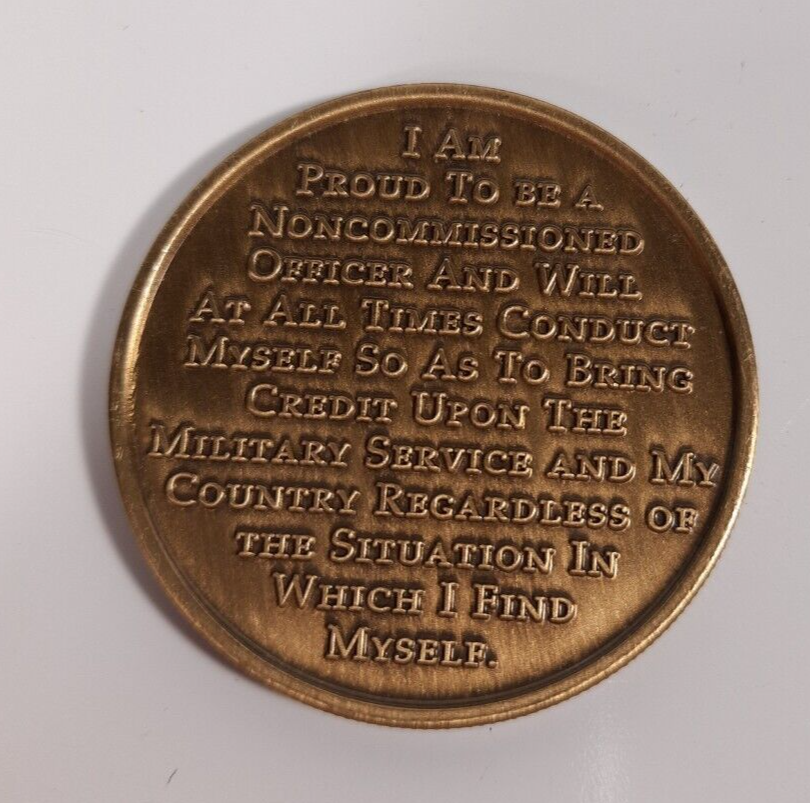 I AM
PROUD TO BE A
NONCOMMISSIONED
OFFICER AND WILL
AT ALL TIMES CONDUCT
MYSELF SO AS TO BRING
CREDIT UPON THE
MILITARY SERVICE AND MY
COUNTRY REGARDLESS OF
THE SITUATION IN
WHICH I FIND
MYSELF.